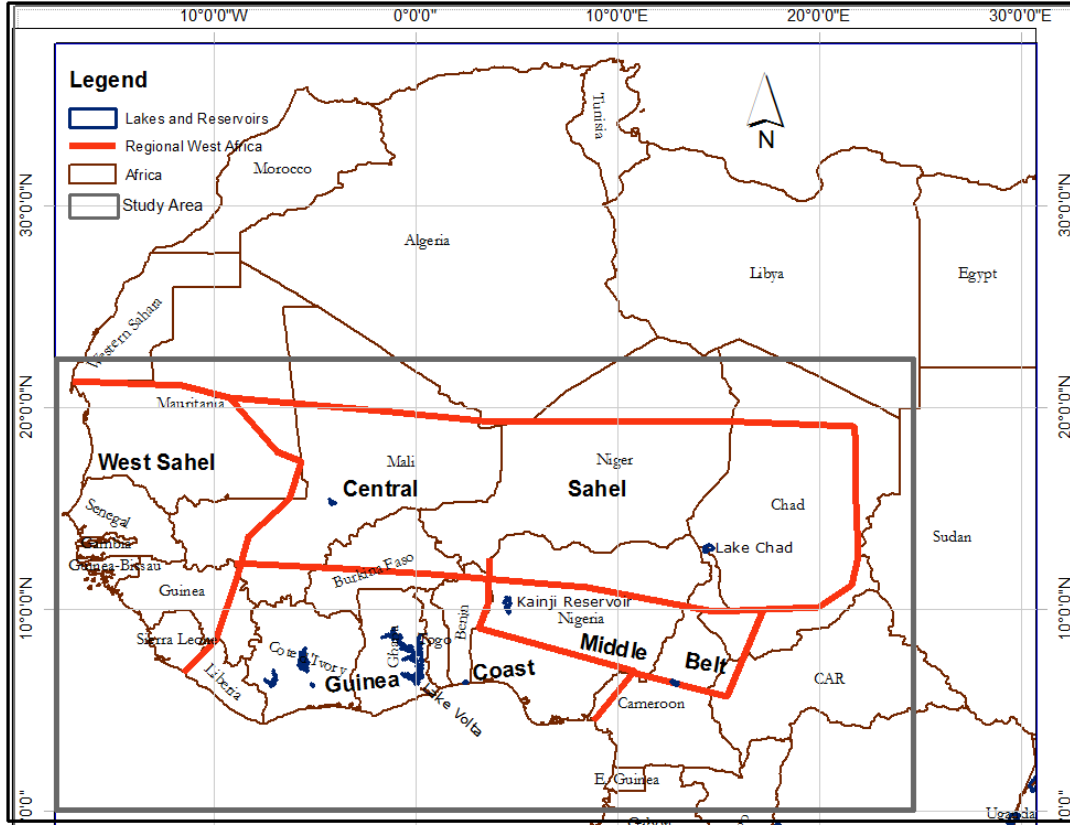 10°0'0"W 0°0'0" 10°0'0"E 20°0'0"E 30°0'0"E
Legend
Lakes and Reservoirs
Regional West Africa
Africa
Study Area
N
Tunisia
Morocco
30°0'0"N 30°0'0"N
Algeria
Libya
Egypt
Western Sahara
20°0'0"N 20°0'0"N
Mauritania
West Sahel
Mali
Niger
Central
Sahel
Chad
Senegal
Gambia
Lake Chad
Sudan
Guinea-Bissau
Burkina Faso
Guinea
Kainji Reservoir
10°0'0"N 10°0'0"N
Nigeria
Benin
Sierra Leone
Ghana
Togo
Cote d'Ivory
Middle
Belt
Liberia
Guinea
Coast
CAR
Lake Volta
Cameroon
E. Guinea
0°0'0" 0°0'0"
Uganda
Gabon